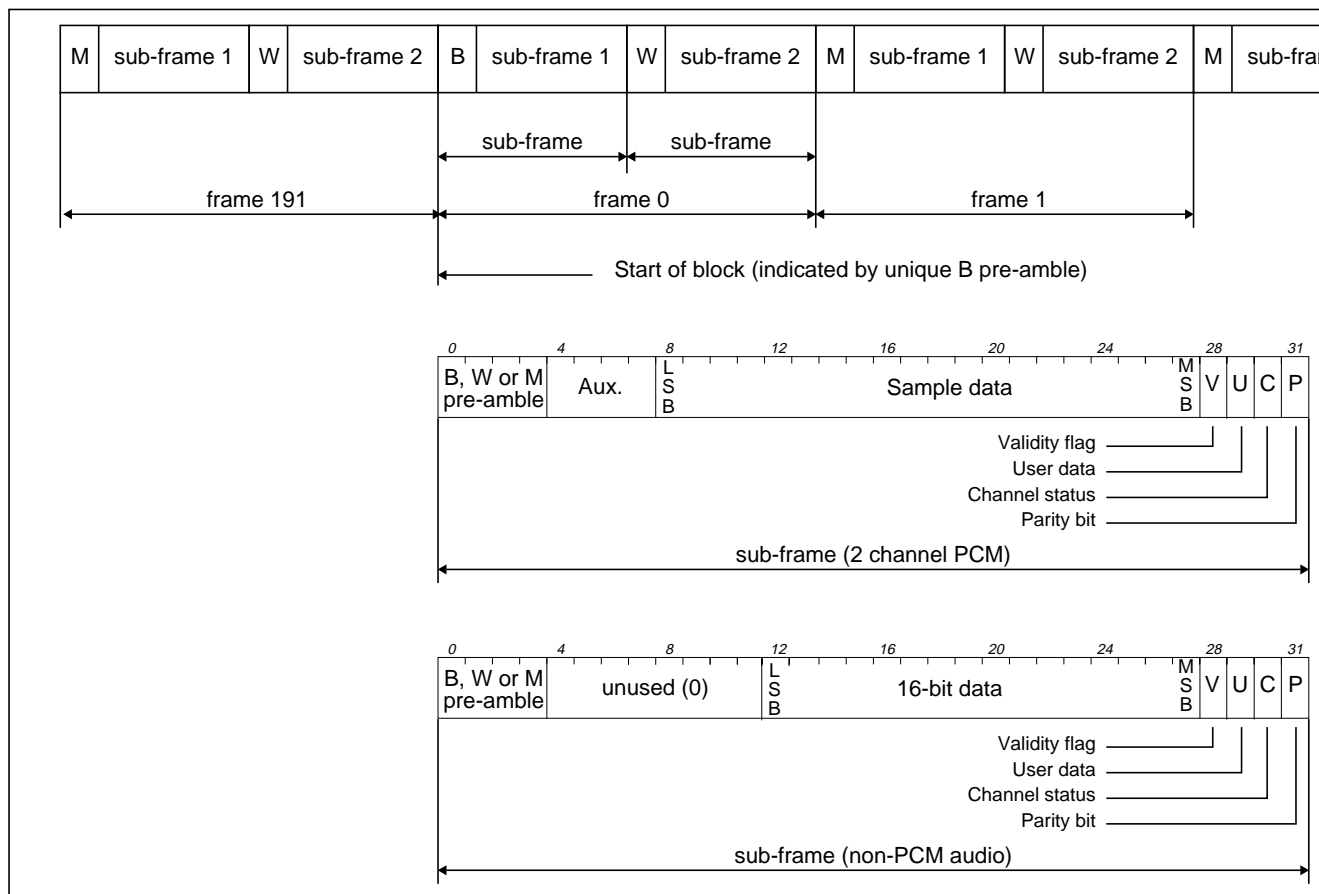 M sub-frame 1 W sub-frame 2 B sub-frame 1 W sub-frame 2 M sub-frame 1 W sub-frame 2 M sub-fra
sub-frame sub-frame
frame 191 frame 0 frame 1
Start of block (indicated by unique B pre-amble)
0 4 8 12 16 20 24 28 31
B, W or M
pre-amble
Aux.
L
S
B
Sample data
M
S
B
V U C P
Validity flag
User data
Channel status
Parity bit
sub-frame (2 channel PCM)
0 4 8 12 16 20 24 28 31
B, W or M
pre-amble
unused (0)
L
S
B
16-bit data
M
S
B
V U C P
Validity flag
User data
Channel status
Parity bit
sub-frame (non-PCM audio)